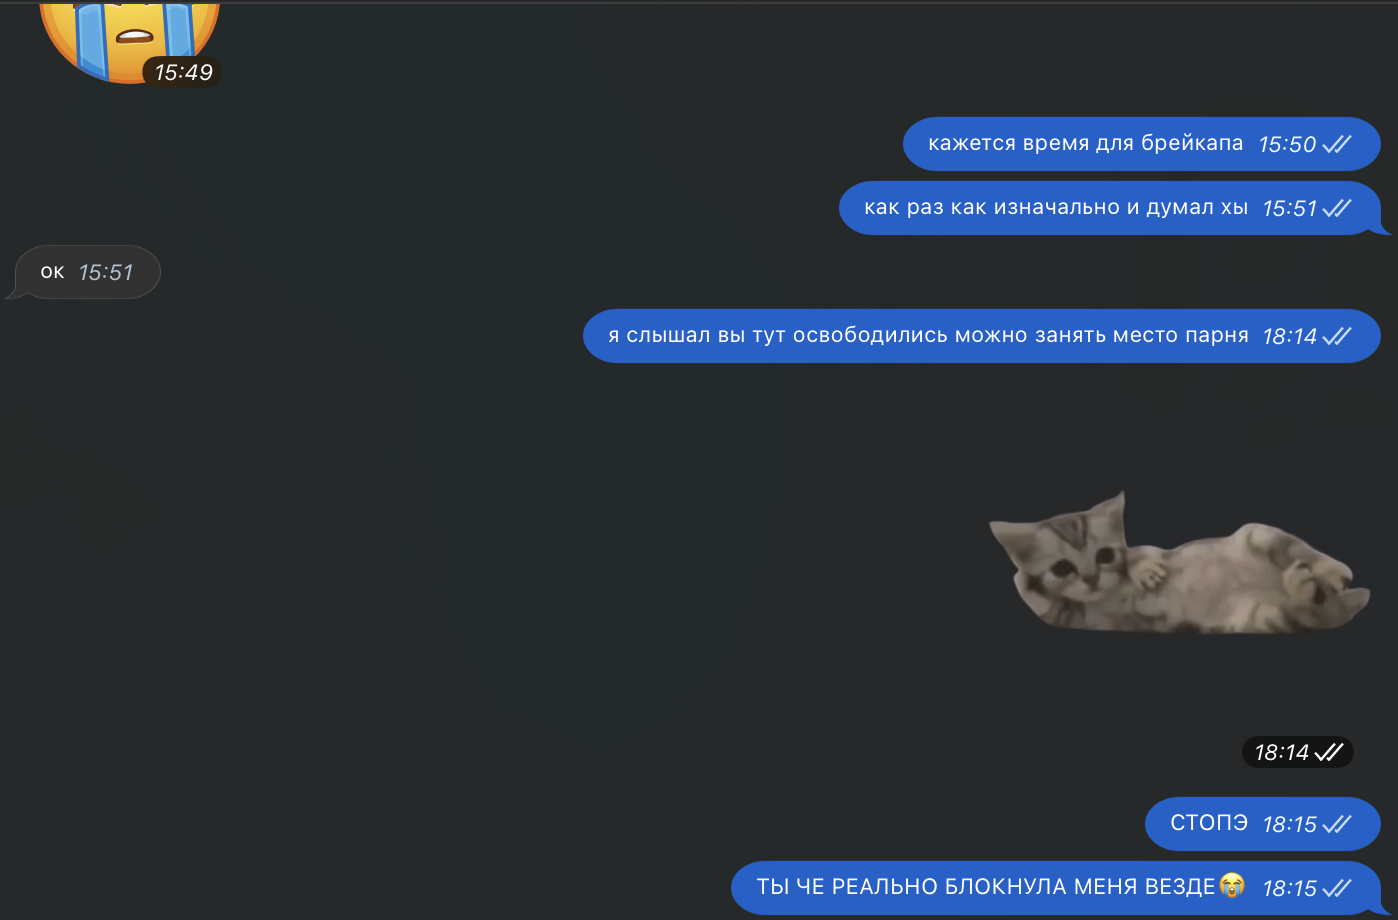 15:49
кажется время для брейкапа 15:50
как раз как изначально и думал хы 15:51
ок 15:51
я слышал вы тут освободились можно занять место парня 18:14
18:14
СТОПЭ 18:15
ТЫ ЧЕ РЕАЛЬНО БЛОКНУЛА МЕНЯ ВЕЗДЕ😭 18:15